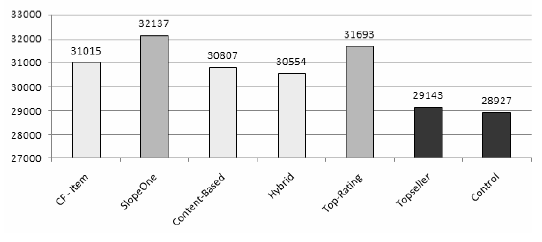 33000
32000
31000
30000
29000
28000
27000
31015
32137
30807
30554
31693
29143
28927
CF - Item
SlopeOne
Content-Based
Hybrid
Top-Rating
Topseller
Control